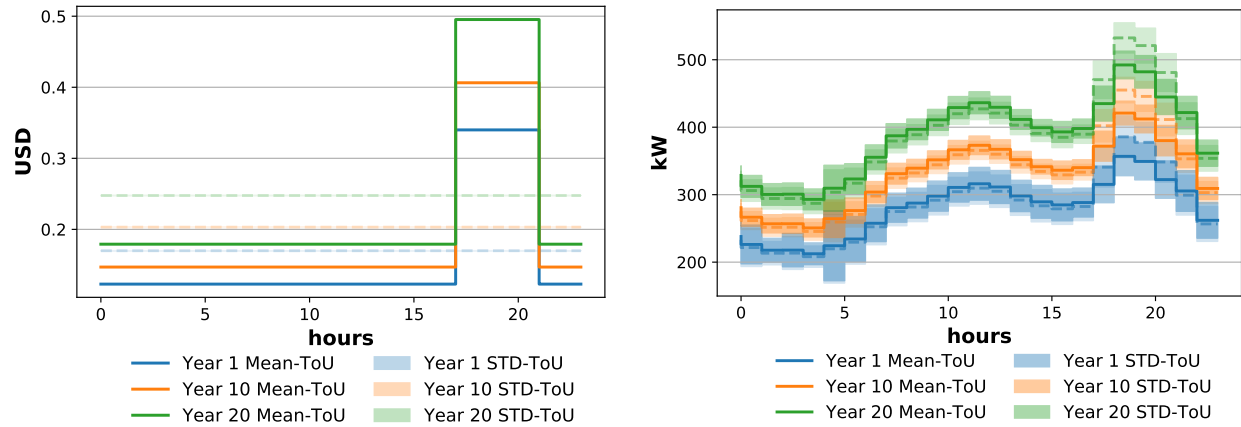 0.5
0.4
0.3
0.2
USD
0 5 10 15 20
hours
Year 1 Mean-ToU
Year 10 Mean-ToU
Year 20 Mean-ToU
Year 1 STD-ToU
Year 10 STD-ToU
Year 20 STD-ToU
500
400
300
200
kW
0 5 10 15 20
hours
Year 1 Mean-ToU
Year 10 Mean-ToU
Year 20 Mean-ToU
Year 1 STD-ToU
Year 10 STD-ToU
Year 20 STD-ToU